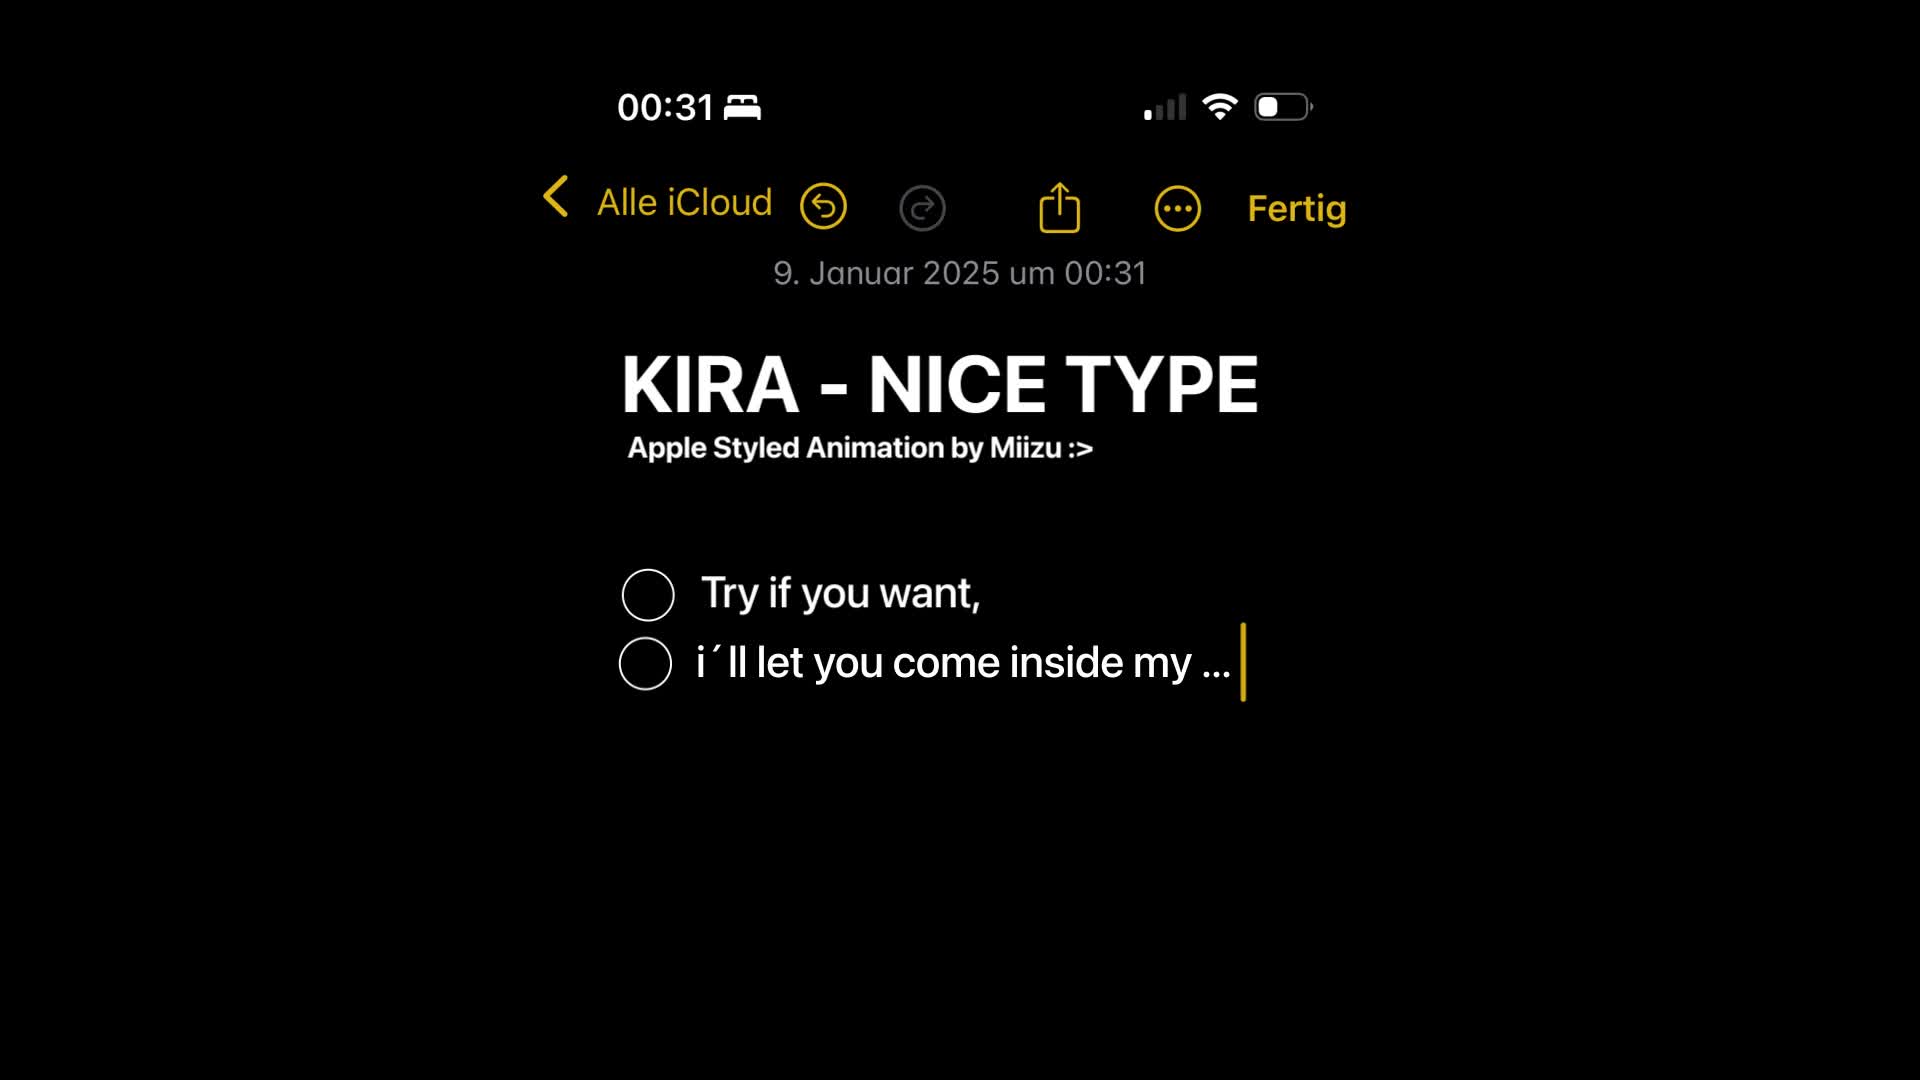 00:31
Alle iCloud
Fertig
9. Januar 2025 um 00:31
KIRA - NICE TYPE
Apple Styled Animation by Miizu :>
Try if you want,
i´ll let you come inside my ...